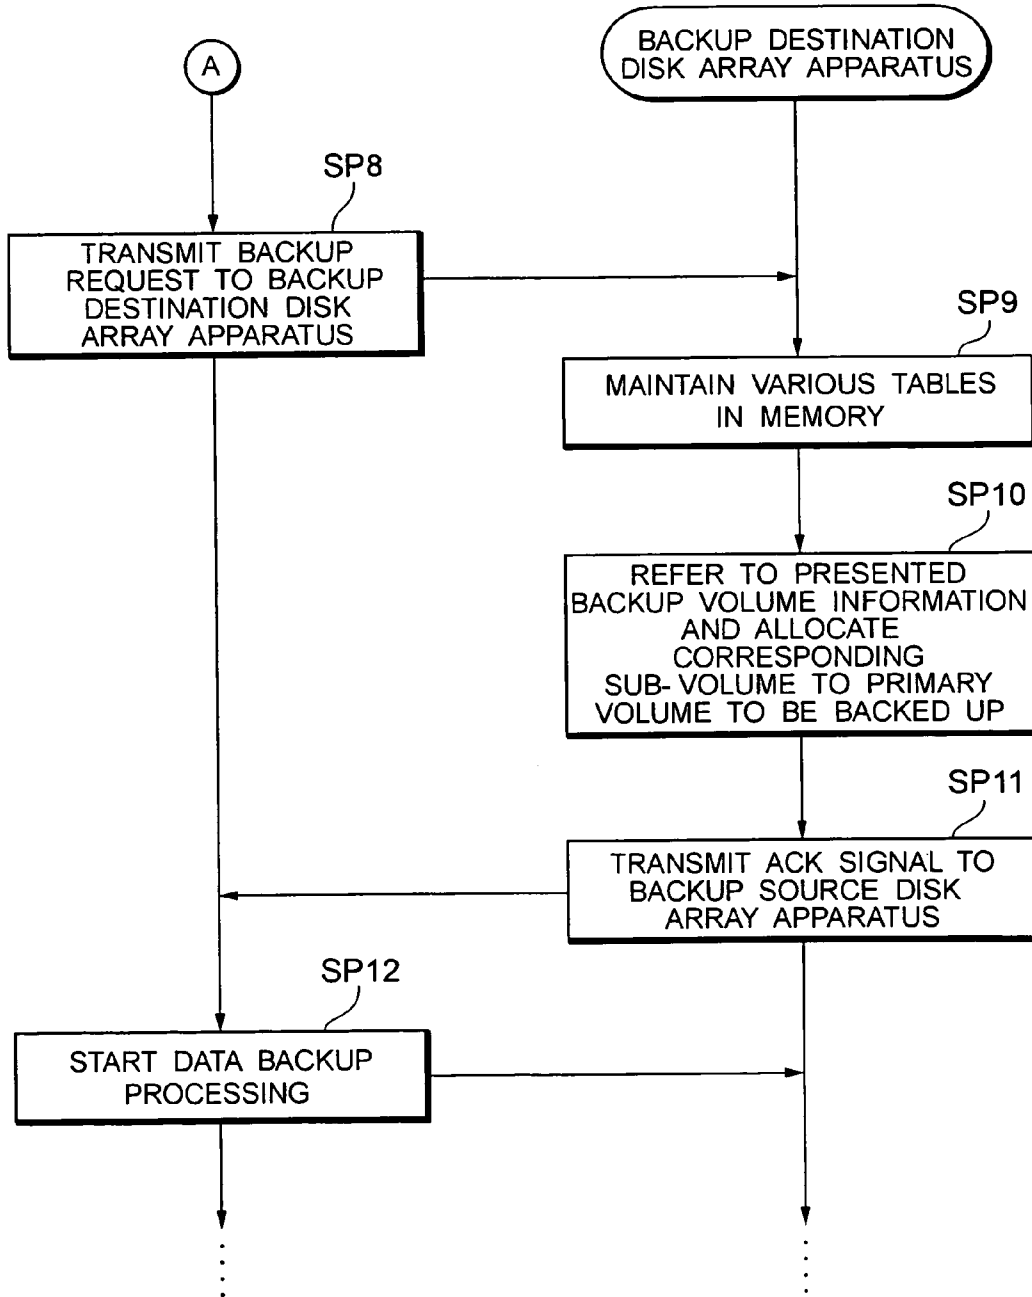 A
BACKUP DESTINATION
DISK ARRAY APPARATUS
SP8
TRANSMIT BACKUP
REQUEST TO BACKUP
DESTINATION DISK
ARRAY APPARATUS
SP9
MAINTAIN VARIOUS TABLES
IN MEMORY
SP10
REFER TO PRESENTED
BACKUP VOLUME INFORMATION
AND ALLOCATE
CORRESPONDING
SUB-VOLUME TO PRIMARY
VOLUME TO BE BACKED UP
SP11
TRANSMIT ACK SIGNAL TO
BACKUP SOURCE DISK
ARRAY APPARATUS
SP12
START DATA BACKUP
PROCESSING